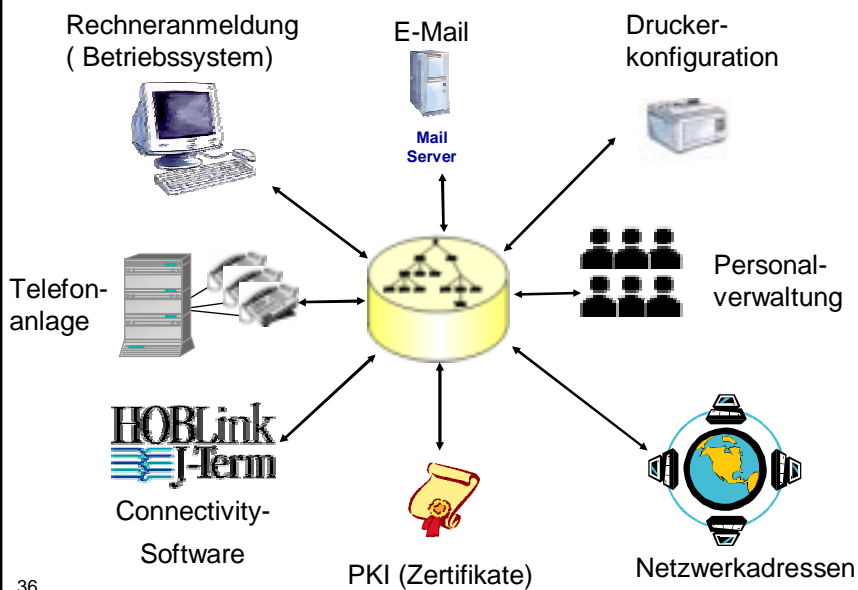 Rechneranmeldung
( Betriebssystem)
E-Mail
Drucker-
konfiguration
Mail
Server
Telefon-
anlage
Personal-
verwaltung
HOBLink
J-Term
Connectivity-
Software
PKI (Zertifikate)
Netzwerkadressen
36